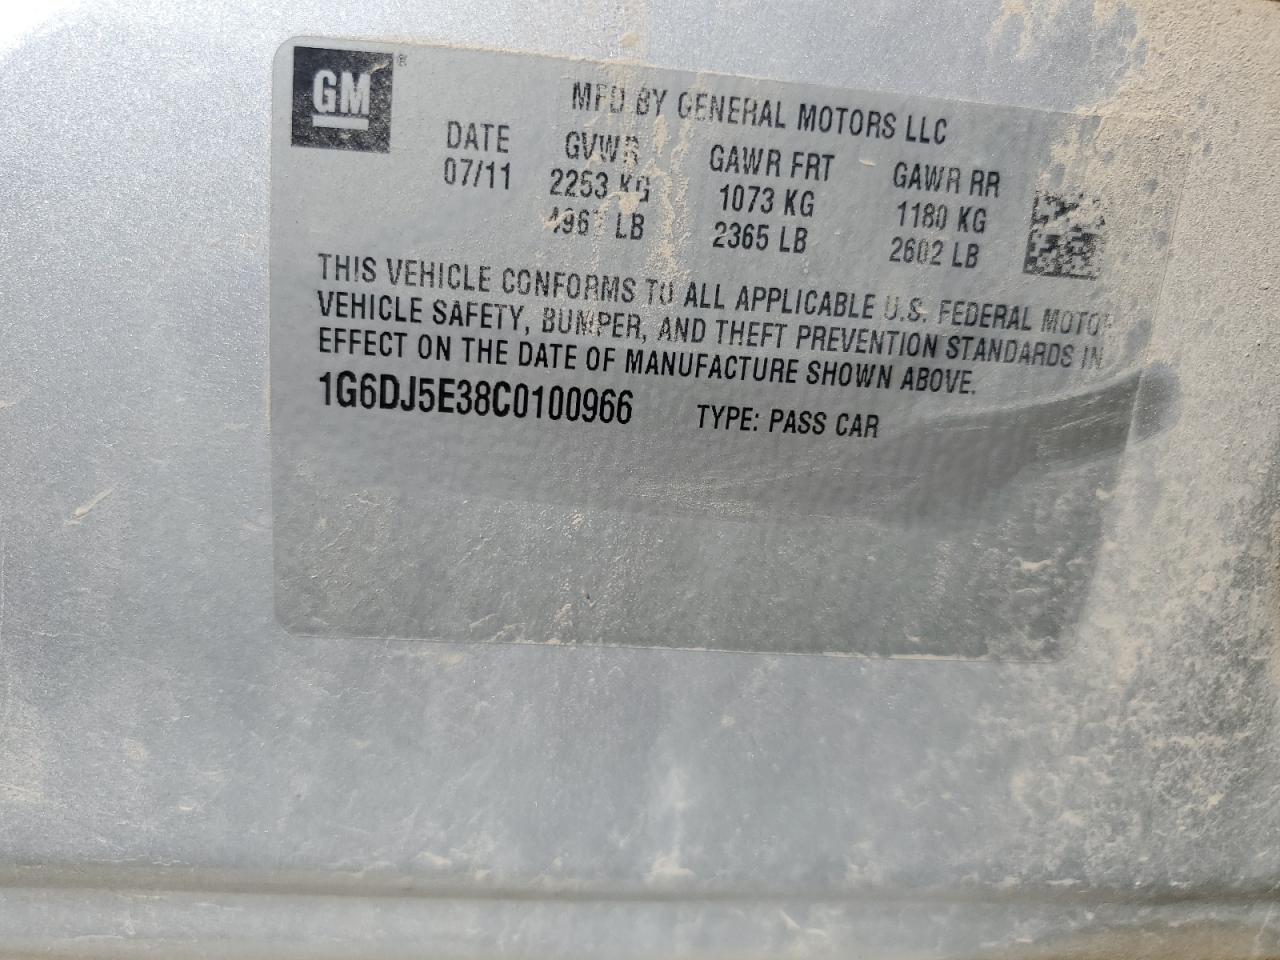 GM
MFD BY GENERAL MOTORS LLC
DATE GVWR GAWR FRT GAWR RR
07/11 2253 KG 1073 KG 1180 KG
4967 LB 2365 LB 2602 LB
THIS VEHICLE CONFORMS TO ALL APPLICABLE U.S. FEDERAL MOTOR
VEHICLE SAFETY, BUMPER, AND THEFT PREVENTION STANDARDS IN
EFFECT ON THE DATE OF MANUFACTURE SHOWN ABOVE.
1G6DJ5E38C0100966 TYPE: PASS CAR